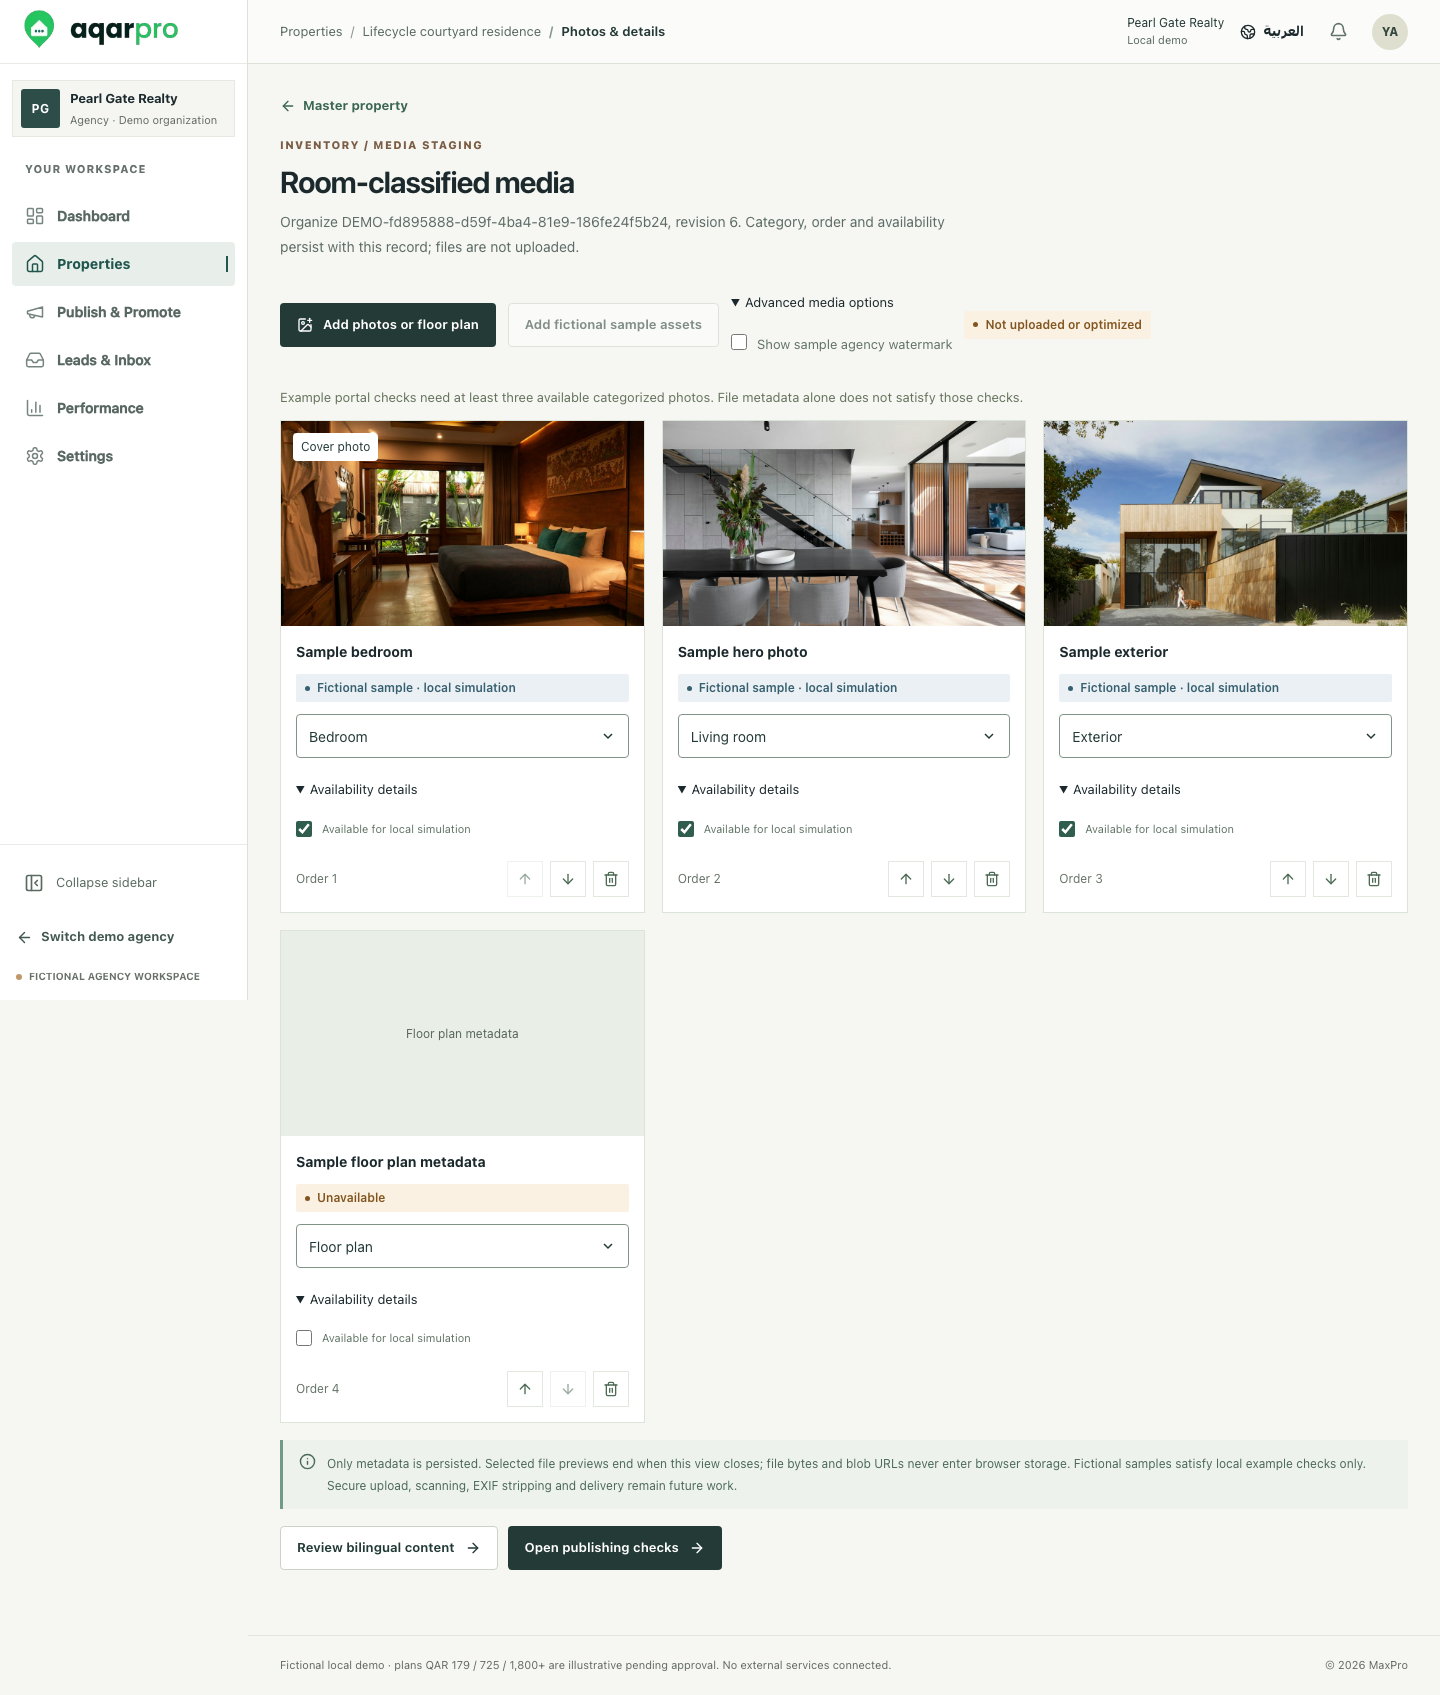 aqarpro
Properties / Lifecycle courtyard residence / Photos & details
Pearl Gate Realty
Local demo
العربية
YA
PG
Pearl Gate Realty
Agency · Demo organization
YOUR WORKSPACE
Dashboard
Properties
Publish & Promote
Leads & Inbox
Performance
Settings
Collapse sidebar
Switch demo agency
FICTIONAL AGENCY WORKSPACE
Master property
INVENTORY / MEDIA STAGING
Room-classified media
Organize DEMO-fd895888-d59f-4ba4-81e9-186fe24f5b24, revision 6. Category, order and availability
persist with this record; files are not uploaded.
Add photos or floor plan
Add fictional sample assets
Advanced media options
Show sample agency watermark
Not uploaded or optimized
Example portal checks need at least three available categorized photos. File metadata alone does not satisfy those checks.
Cover photo
Sample bedroom
Fictional sample · local simulation
Bedroom
Availability details
Available for local simulation
Order 1
Sample hero photo
Fictional sample · local simulation
Living room
Availability details
Available for local simulation
Order 2
Sample exterior
Fictional sample · local simulation
Exterior
Availability details
Available for local simulation
Order 3
Floor plan metadata
Sample floor plan metadata
Unavailable
Floor plan
Availability details
Available for local simulation
Order 4
Only metadata is persisted. Selected file previews end when this view closes; file bytes and blob URLs never enter browser storage. Fictional samples satisfy local example checks only.
Secure upload, scanning, EXIF stripping and delivery remain future work.
Review bilingual content
Open publishing checks
Fictional local demo · plans QAR 179 / 725 / 1,800+ are illustrative pending approval. No external services connected.
© 2026 MaxPro